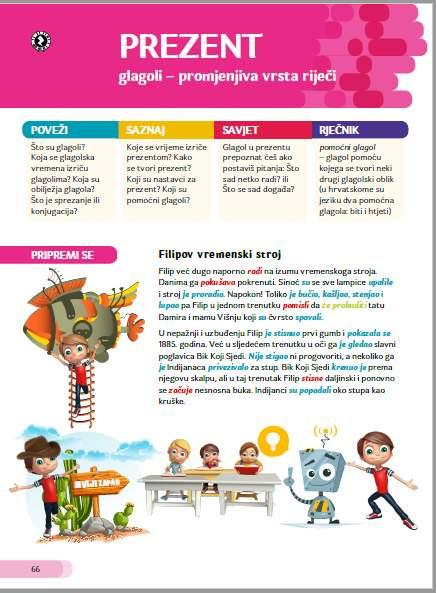 PREZENT
glagoli – promjenjiva vrsta riječi
POVEŽI
Što su glagoli?
Koja se glagolska
vremena izriču
glagolima? Koja su
obilježja glagola?
Što je sprezanje ili
konjugacija?
SAZNAJ
Koje se vrijeme izriče
prezentom? Kako
se tvori prezent?
Koji su nastavci za
prezent? Koji su
pomoćni glagoli?
SAVJET
Glagol u prezentu
prepoznat ćeš ako
postaviš pitanja: Što
sad netko radi? ili
Što se sad događa?
RJEČNIK
pomoćni glagol
– glagol pomoću
kojega se tvori neki
drugi glagolski oblik
(u hrvatskome su
jeziku dva pomoćna
glagola: biti i htjeti)
PRIPREMI SE
Filipov vremenski stroj
Filip već dugo naporno radi na izumu vremenskoga stroja.
Danima ga pokušava pokrenuti. Sinoć su se sve lampice upalile
i stroj je proradio. Napokon! Toliko je bučio, kašljao, stenjao i
lupao pa Filip u jednom trenutku pomisli da će probuditi tatu
Damira i mamu Višnju koji su čvrsto spavali.
U nepažnji i uzbuđenju Filip je stisnuo prvi gumb i pokazala se
1885. godina. Već u sljedećem trenutku u oči ga je gledao slavni
poglavica Bik Koji Sjedi. Nije stigao ni progovoriti, a nekoliko ga
je Indijanaca privezivalo za stup. Bik Koji Sjedi krenuo je prema
njegovu skalpu, ali u taj trenutak Filip stisne daljinski i ponovno
se začuje nesnosna buka. Indijanci su popadali oko stupa kao
kruške.
DIVLJI ZAPAD
66